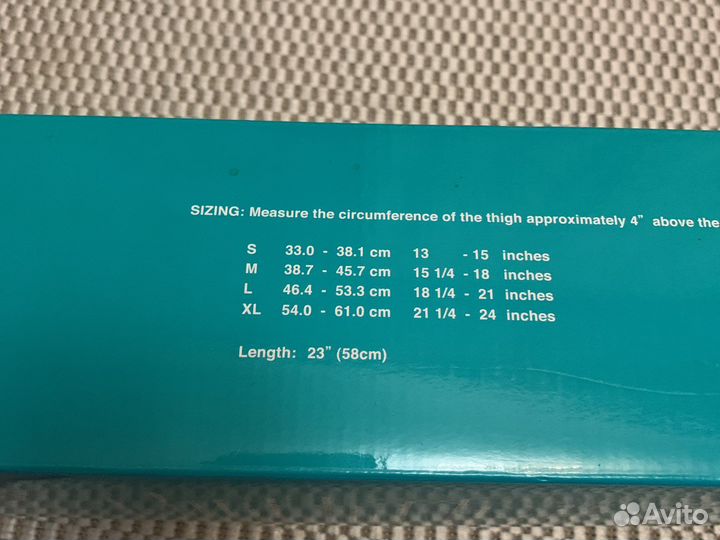 SIZING: Measure the circumference of the thigh approximately 4" above the
S 33.0 - 38.1 cm 13 - 15 inches
M 38.7 - 45.7 cm 15 1/4 - 18 inches
L 46.4 - 53.3 cm 18 1/4 - 21 inches
XL 54.0 - 61.0 cm 21 1/4 - 24 inches
Length: 23" (58cm)
Avito